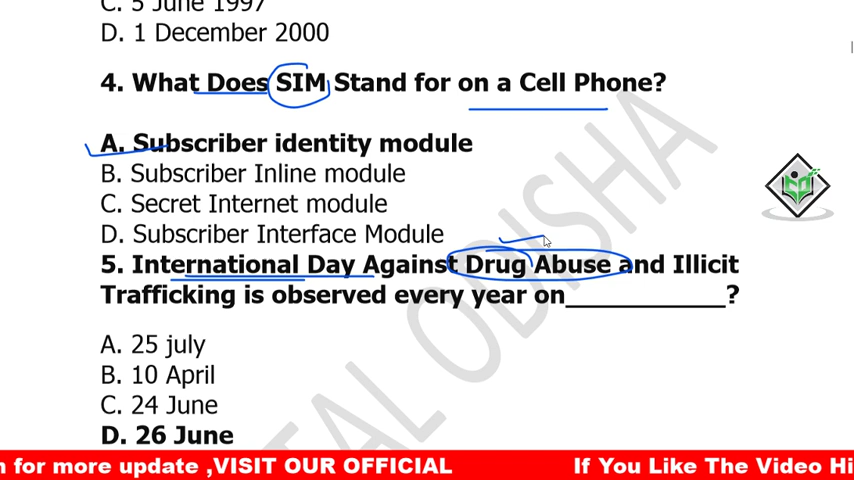 C. 5 June 1997
D. 1 December 2000
4. What Does SIM Stand for on a Cell Phone?
A. Subscriber identity module
B. Subscriber Inline module
C. Secret Internet module
D. Subscriber Interface Module
5. International Day Against Drug Abuse and Illicit
Trafficking is observed every year on___________?
A. 25 july
B. 10 April
C. 24 June
D. 26 June
TAL ODISHA
n for more update ,VISIT OUR OFFICIAL If You Like The Video Hi